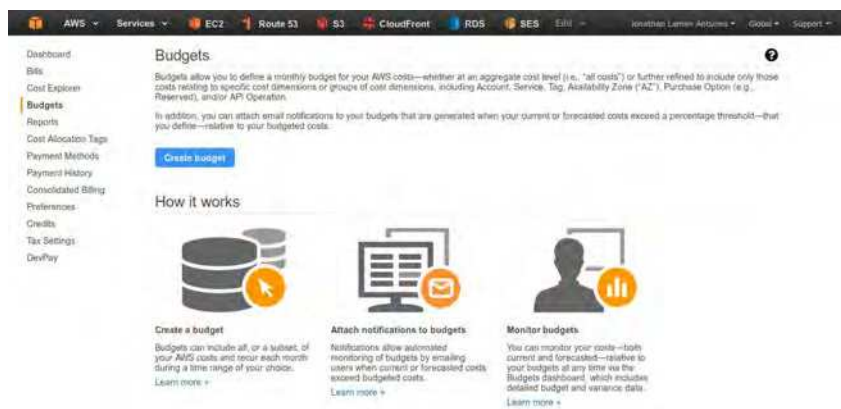 AWS Services EC2 Route 53 S3 CloudFront RDS SES Edit Global Support
Dashboard
Bills
Cost Explorer
Budgets
Reports
Cost Allocation Tags
Payment Methods
Payment History
Consolidated Billing
Preferences
Credits
Tax Settings
DevPay
Budgets
Budgets allow you to define a monthly budget for your AWS costs—whether at an aggregate cost level (i.e., "all costs") or further refined to include only those
costs relating to specific cost dimensions or groups of cost dimensions, including Account, Service, Tag, Availability Zone ("AZ"), Purchase Option (e.g.,
Reserved), and/or API Operation.
In addition, you can attach email notifications to your budgets that are generated when your current or forecasted costs exceed a percentage threshold—that
you define—relative to your budgeted costs.
Create budget
How it works
Create a budget
Budgets can include all, or a subset, of
your AWS costs and recur each month
during a time range of your choice.
Learn more »
Attach notifications to budgets
Notifications allow automated
monitoring of budgets by emailing
users when current or forecasted costs
exceed budgeted costs.
Learn more »
Monitor budgets
You can monitor your costs—both
current and forecasted—relative to
your budgets at any time via the
Budgets dashboard, which includes
detailed budget and variance data.
Learn more »